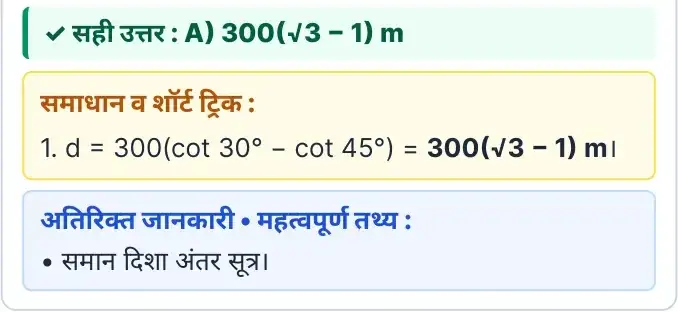 ✓ सही उत्तर : A) 300(√3 − 1) m
समाधान व शॉर्ट ट्रिक :
1. d = 300(cot 30° − cot 45°) = 300(√3 − 1) m।
अतिरिक्त जानकारी • महत्वपूर्ण तथ्य :
• समान दिशा अंतर सूत्र।